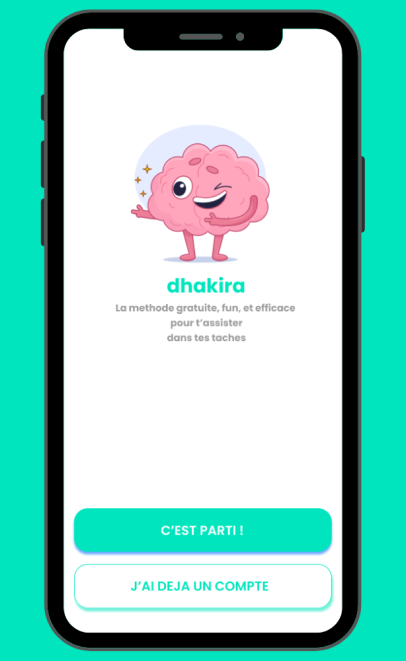 dhakira
La methode gratuite, fun, et efficace
pour t'assister
dans tes taches
C'EST PARTI !
J'AI DEJA UN COMPTE